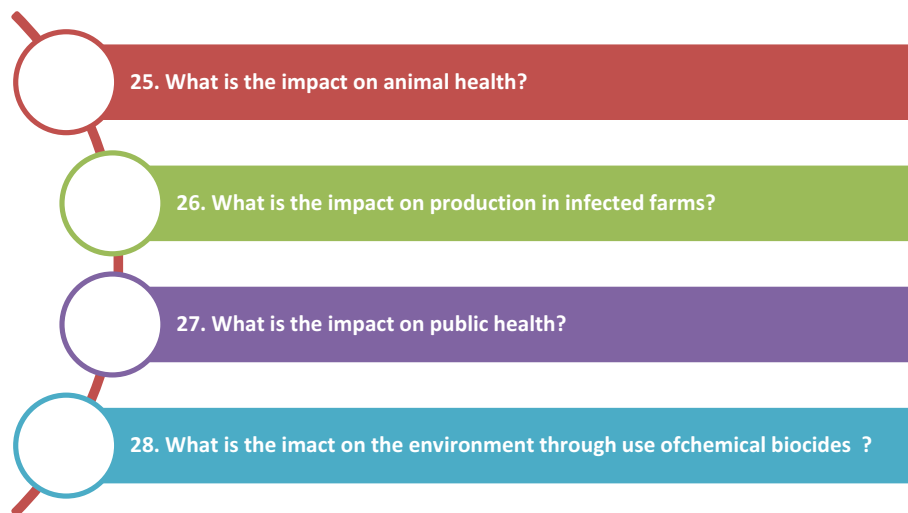 25. What is the impact on animal health?
26. What is the impact on production in infected farms?
27. What is the impact on public health?
28. What is the imact on the environment through use ofchemical biocides  ?